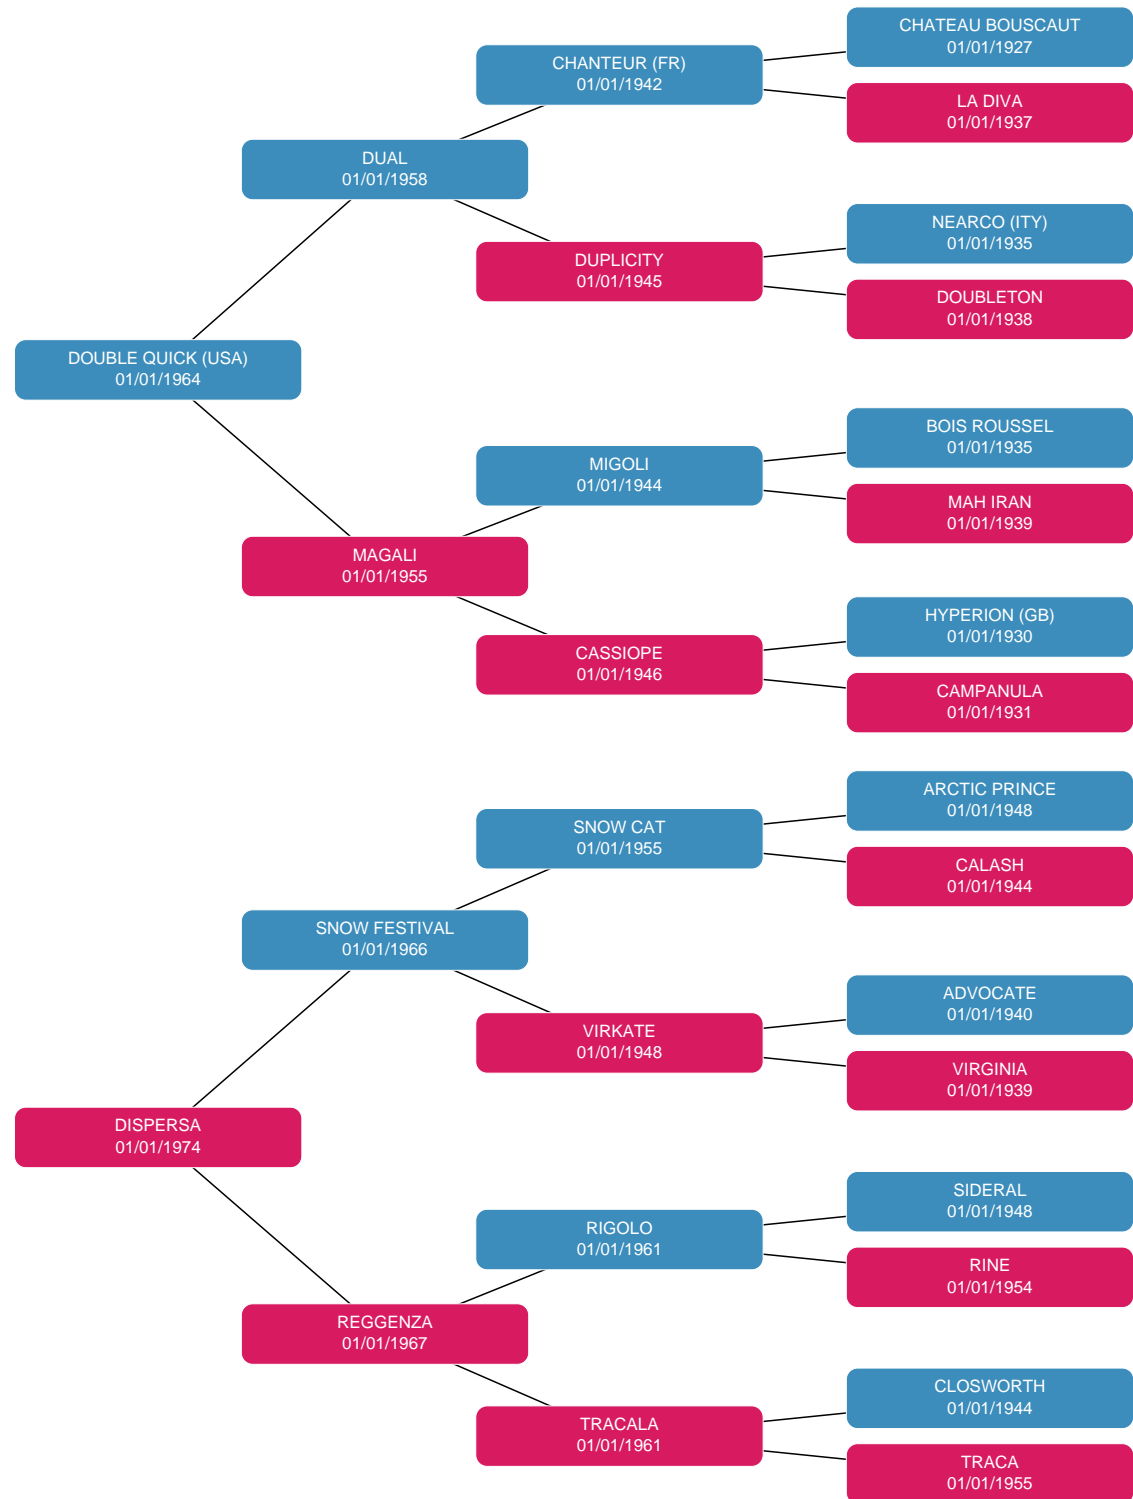 CHATEAU BOUSCAUT
01/01/1927
CHANTEUR (FR)
01/01/1942
LA DIVA
01/01/1937
DUAL
01/01/1958
NEARCO (ITY)
01/01/1935
DUPLICITY
01/01/1945
DOUBLETON
01/01/1938
DOUBLE QUICK (USA)
01/01/1964
BOIS ROUSSEL
01/01/1935
MIGOLI
01/01/1944
MAH IRAN
01/01/1939
MAGALI
01/01/1955
HYPERION (GB)
01/01/1930
CASSIOPE
01/01/1946
CAMPANULA
01/01/1931
ARCTIC PRINCE
01/01/1948
SNOW CAT
01/01/1955
CALASH
01/01/1944
SNOW FESTIVAL
01/01/1966
ADVOCATE
01/01/1940
VIRKATE
01/01/1948
VIRGINIA
01/01/1939
DISPERSA
01/01/1974
SIDERAL
01/01/1948
RIGOLO
01/01/1961
RINE
01/01/1954
REGGENZA
01/01/1967
CLOSWORTH
01/01/1944
TRACALA
01/01/1961
TRACA
01/01/1955